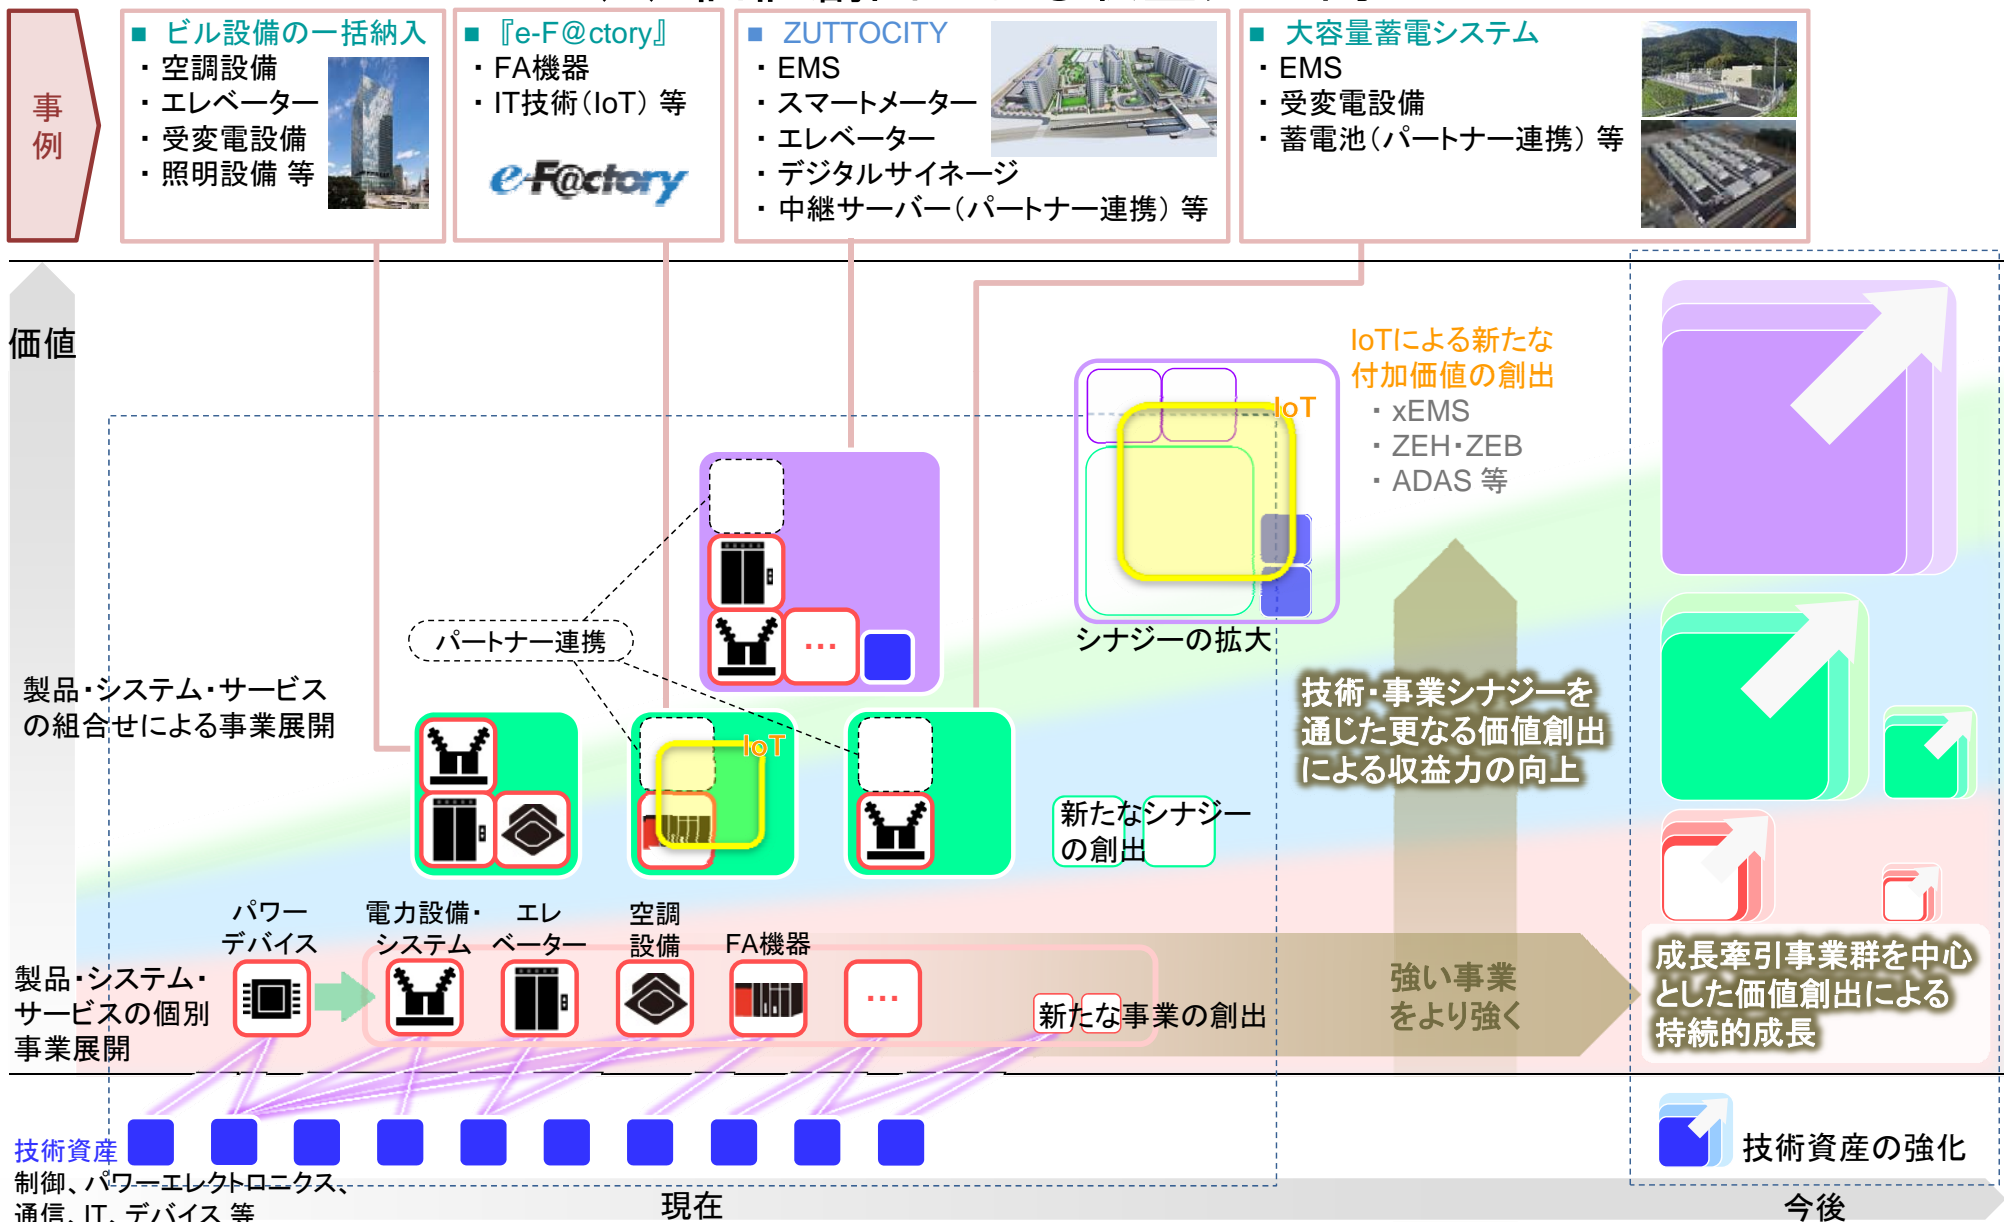 事例
■ ビル設備の一括納入
・空調設備
・エレベーター
・受変電設備
・照明設備 等
■『e-F@ctory』
・FA機器
・IT技術(IoT) 等
e-F@ctory
■ ZUTTOCITY
・EMS
・スマートメーター
・エレベーター
・デジタルサイネージ
・中継サーバー(パートナー連携) 等
■ 大容量蓄電システム
・EMS
・受変電設備
・蓄電池(パートナー連携) 等
価値
IoTによる新たな
付加価値の創出
・xEMS
・ZEH・ZEB
・ADAS 等
IoT
シナジーの拡大
パートナー連携
…
製品・システム・サービス
の組合せによる事業展開
IoT
技術・事業シナジーを
通じた更なる価値創出
による収益力の向上
新たなシナジー
の創出
パワー
デバイス
電力設備・
システム
エレ
ベーター
空調
設備
FA機器
…
製品・システム・
サービスの個別
事業展開
新たな事業の創出
強い事業
をより強く
成長牽引事業群を中心
とした価値創出による
持続的成長
技術資産
制御、パワーエレクトロニクス、
通信、IT、デバイス 等
技術資産の強化
現在
今後